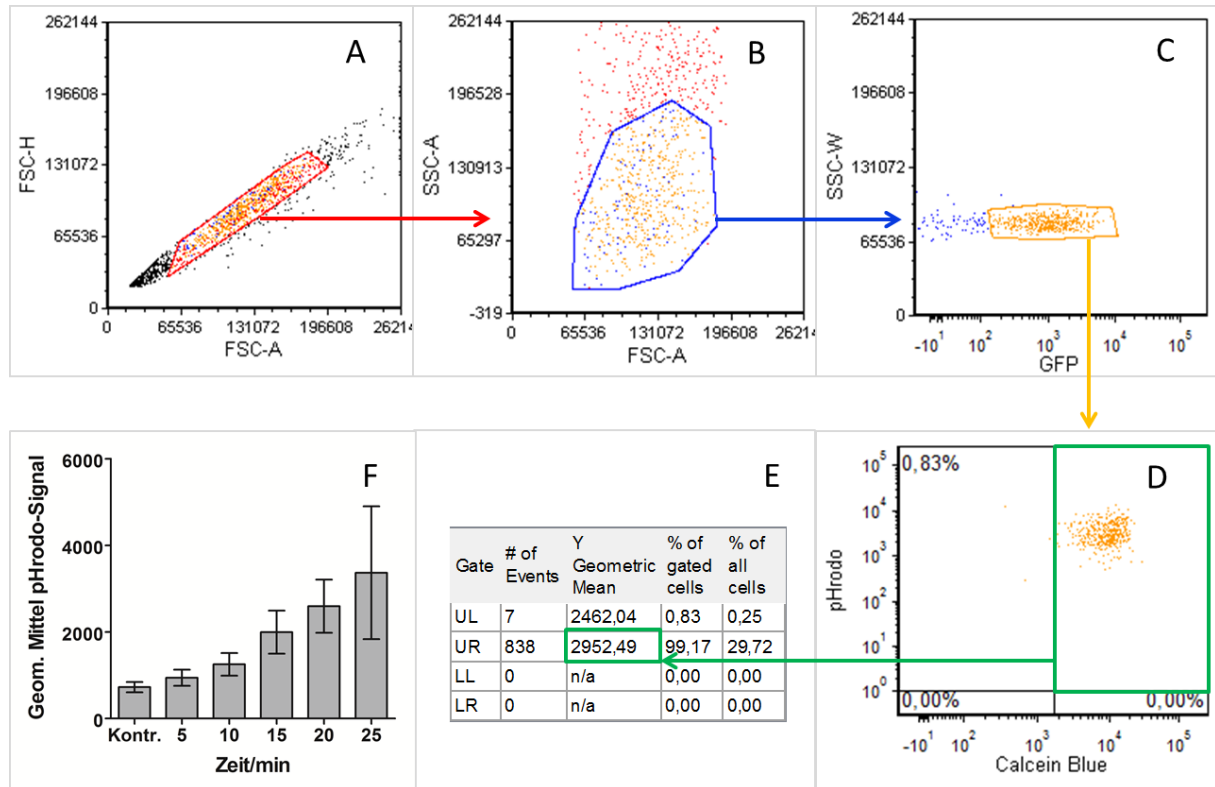 A
262144
196608
131072
65536
0
FSC-H
0 65536 131072 196608 26214
FSC-A
B
262144
196528
130913
65297
-319
SSC-A
0 65536 131072 196608 26214
FSC-A
C
262144
196608
131072
65536
0
SSC-W
-10¹ 10² 10³ 10⁴ 10⁵
GFP
F
6000
4000
2000
0
Geom. Mittel pHrodo-Signal
Kontr. 5 10 15 20 25
Zeit/min
E
Gate # of Events Y Geometric Mean % of gated cells % of all cells
UL 7 2462,04 0,83 0,25
UR 838 2952,49 99,17 29,72
LL 0 n/a 0,00 0,00
LR 0 n/a 0,00 0,00
D
0,83%
10⁵
10⁴
10³
10²
10¹
10⁰
pHrodo
0,00% 0,00%
-10¹ 10² 10³ 10⁴ 10⁵
Calcein Blue